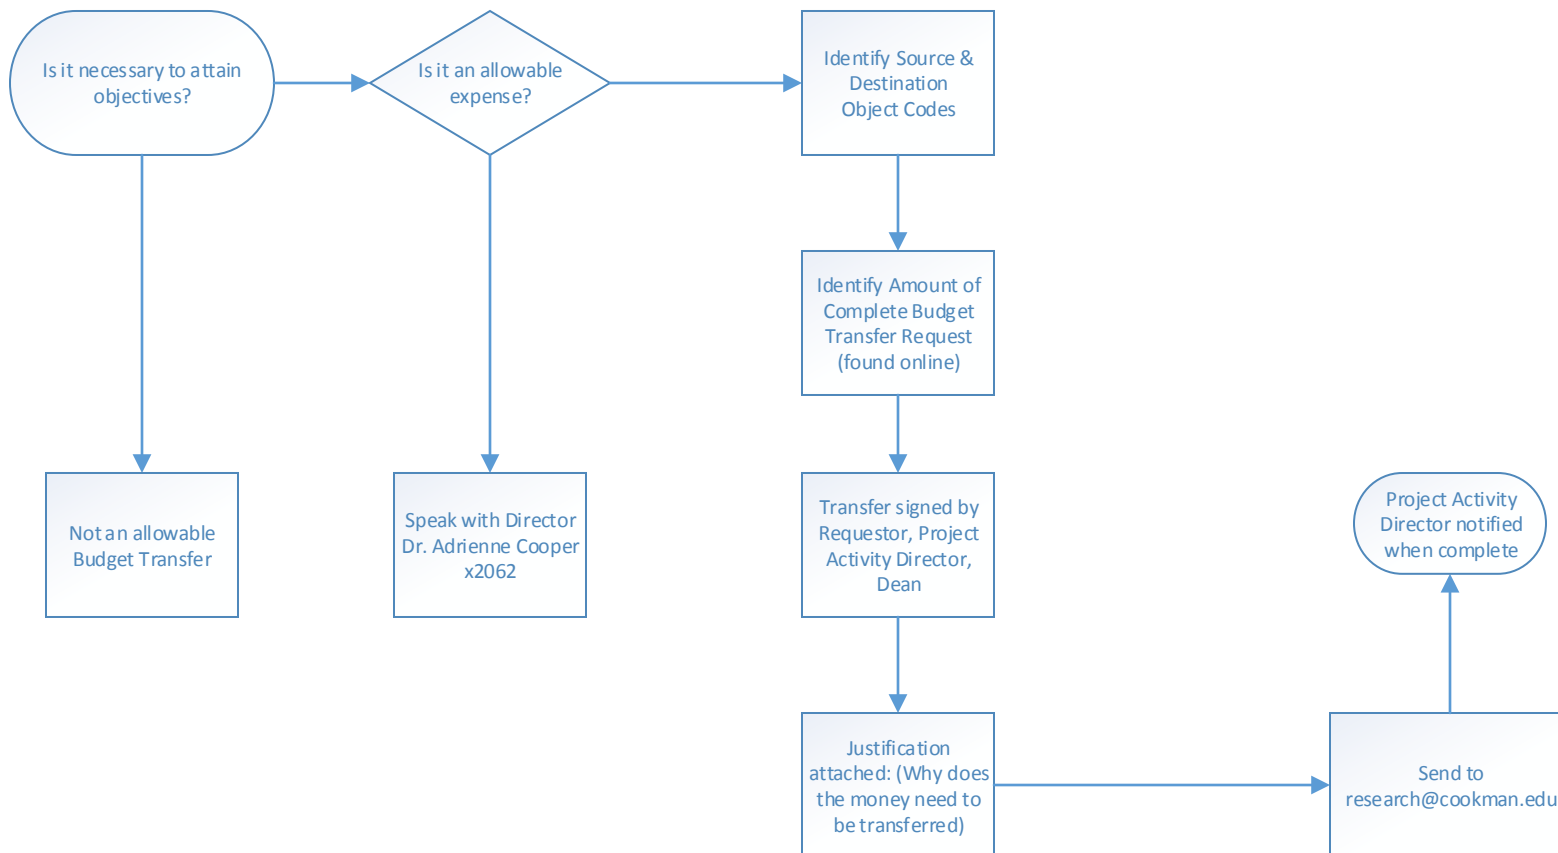 Is it necessary to attain
objectives?
Is it an allowable
expense?
Identify Source &
Destination
Object Codes
Identify Amount of
Complete Budget
Transfer Request
(found online)
Not an allowable
Budget Transfer
Speak with Director
Dr. Adrienne Cooper
x2062
Transfer signed by
Requestor, Project
Activity Director,
Dean
Project Activity
Director notified
when complete
Justification
attached: (Why does
the money need to
be transferred)
Send to
research@cookman.edu